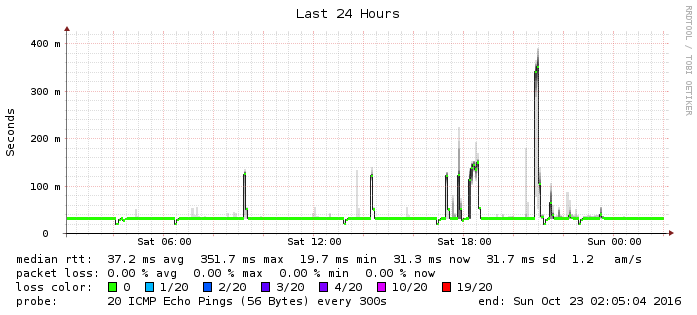 Last 24 Hours
RRDTOOL / TOBI OETIKER
Seconds
400 m
300 m
200 m
100 m
0
Sat 06:00 Sat 12:00 Sat 18:00 Sun 00:00
median rtt: 37.2 ms avg 351.7 ms max 19.7 ms min 31.3 ms now 31.7 ms sd 1.2 am/s
packet loss: 0.00 % avg 0.00 % max 0.00 % min 0.00 % now
loss color: 0 1/20 2/20 3/20 4/20 10/20 19/20
probe: 20 ICMP Echo Pings (56 Bytes) every 300s end: Sun Oct 23 02:05:04 2016